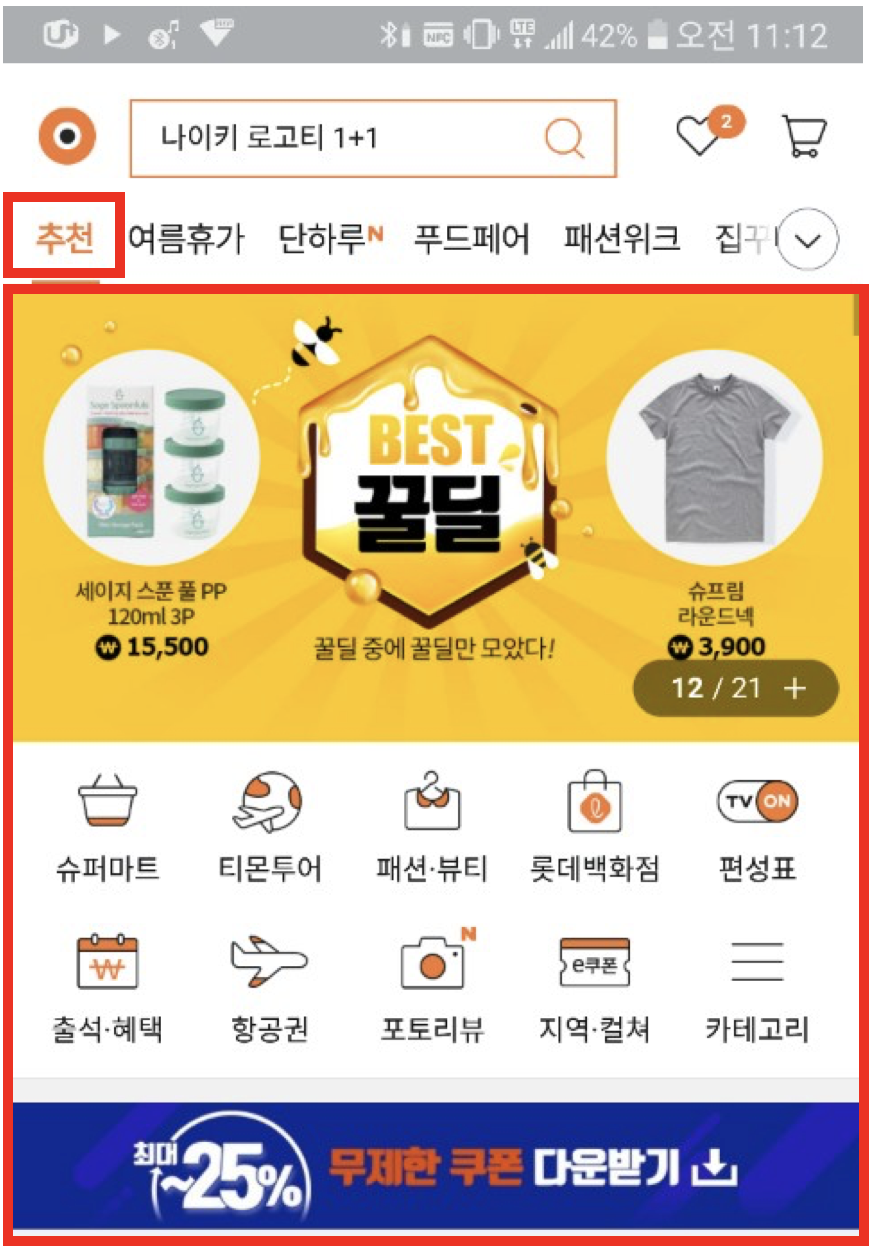 42% 오전 11:12
나이키 로고티 1+1
2
추천 여름휴가 단하루N 푸드페어 패션위크
BEST
꿀딜
세이지 스푼 풀 PP
120ml 3P
₩ 15,500
꿀딜 중에 꿀딜만 모았다!
슈프림
라운드넥
₩ 3,900
12 / 21 +
슈퍼마트 티몬투어 패션·뷰티 롯데백화점 TV ON 편성표
N
e쿠폰
출석·혜택 항공권 포토리뷰 지역·컬쳐 카테고리
최대 ~25% 무제한 쿠폰 다운받기